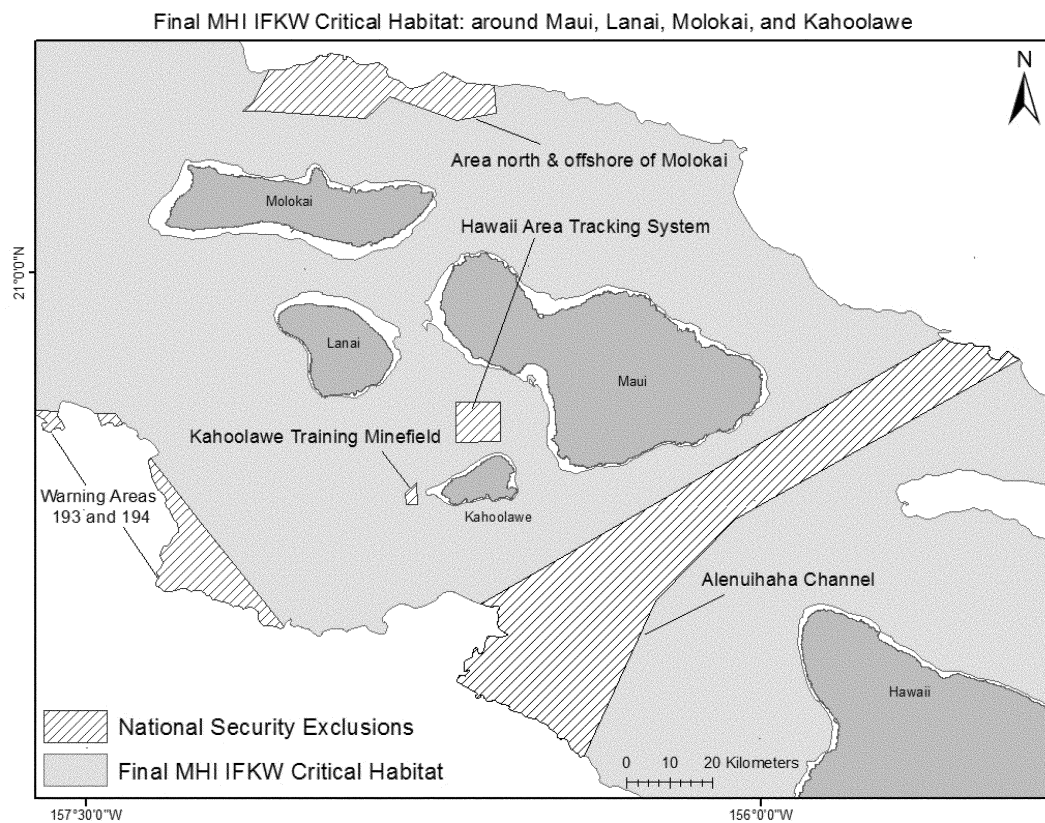 Final MHI IFKW Critical Habitat: around Maui, Lanai, Molokai, and Kahoolawe
N
Area north & offshore of Molokai
Molokai
Hawaii Area Tracking System
21°0'0"N
Lanai
Maui
Kahoolawe Training Minefield
Warning Areas
193 and 194
Kahoolawe
Alenuihaha Channel
Hawaii
National Security Exclusions
Final MHI IFKW Critical Habitat
0 10 20 Kilometers
157°30'0"W
156°0'0"W